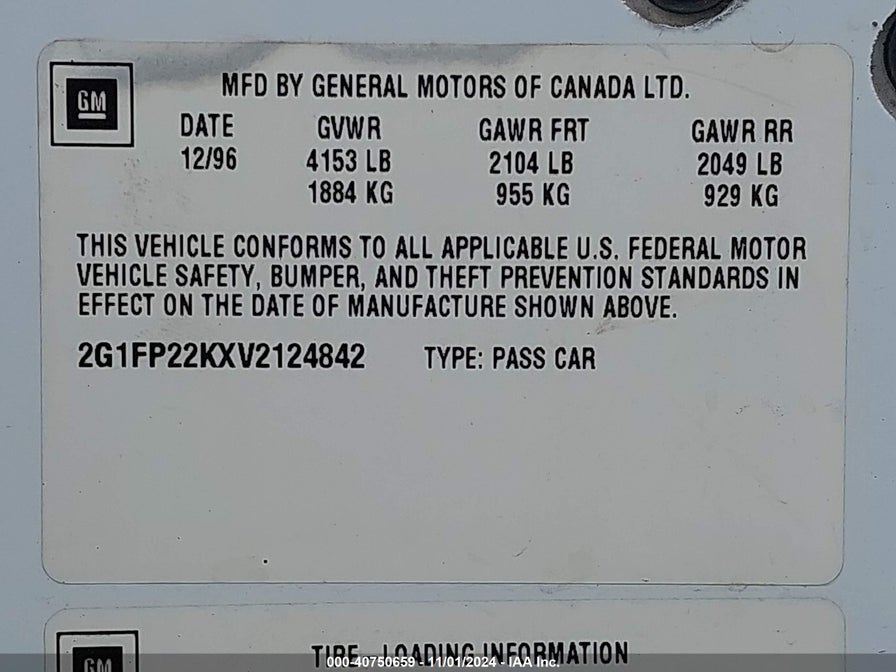 GM
MFD BY GENERAL MOTORS OF CANADA LTD.
DATE GVWR GAWR FRT GAWR RR
12/96 4153 LB 2104 LB 2049 LB
1884 KG 955 KG 929 KG
THIS VEHICLE CONFORMS TO ALL APPLICABLE U.S. FEDERAL MOTOR
VEHICLE SAFETY, BUMPER, AND THEFT PREVENTION STANDARDS IN
EFFECT ON THE DATE OF MANUFACTURE SHOWN ABOVE.
2G1FP22KXV2124842 TYPE: PASS CAR
GM
TIRE-LOADING INFORMATION
000-40750659 - 11/01/2024 - IAA Inc.